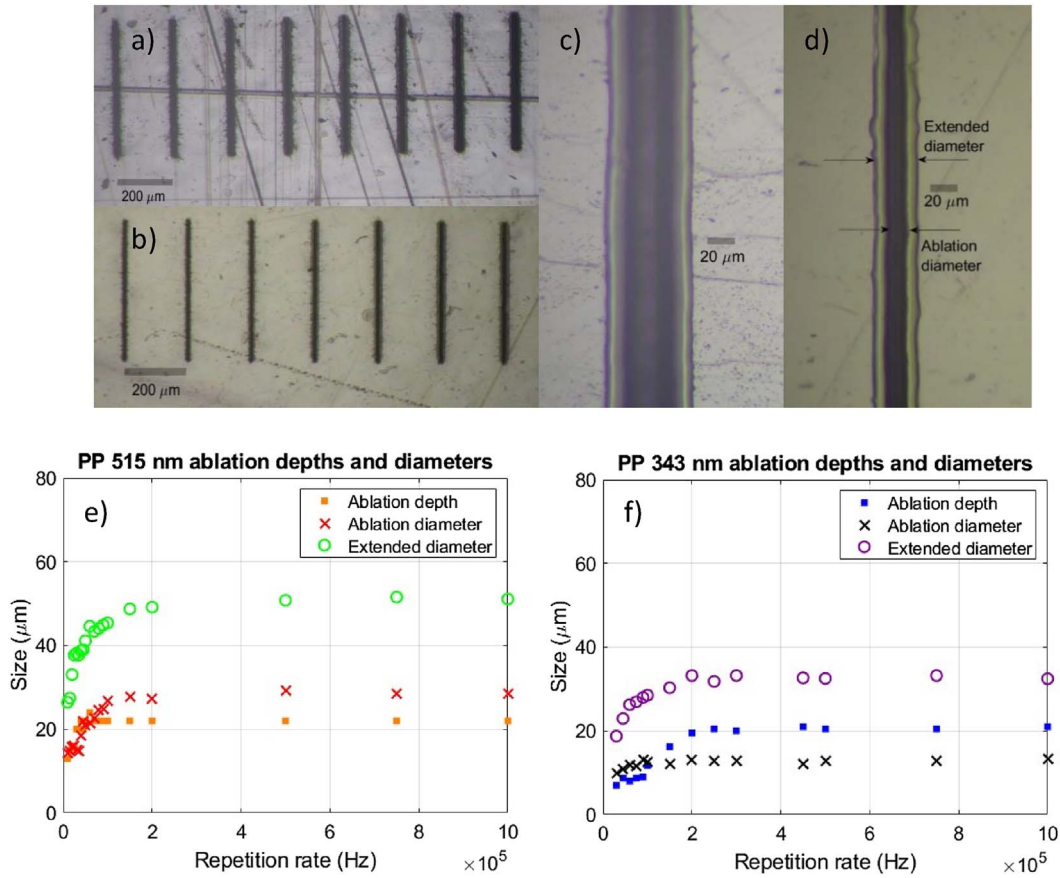 a)
200 μm
b)
200 μm
c)
20 μm
d)
Extended
diameter
20 μm
Ablation
diameter
PP 515 nm ablation depths and diameters
e)
Ablation depth
Ablation diameter
Extended diameter
80
60
40
20
0
Size (μm)
0 2 4 6 8 10
Repetition rate (Hz)
× 10^5
PP 343 nm ablation depths and diameters
f)
Ablation depth
Ablation diameter
Extended diameter
80
60
40
20
0
Size (μm)
0 2 4 6 8 10
Repetition rate (Hz)
× 10^5